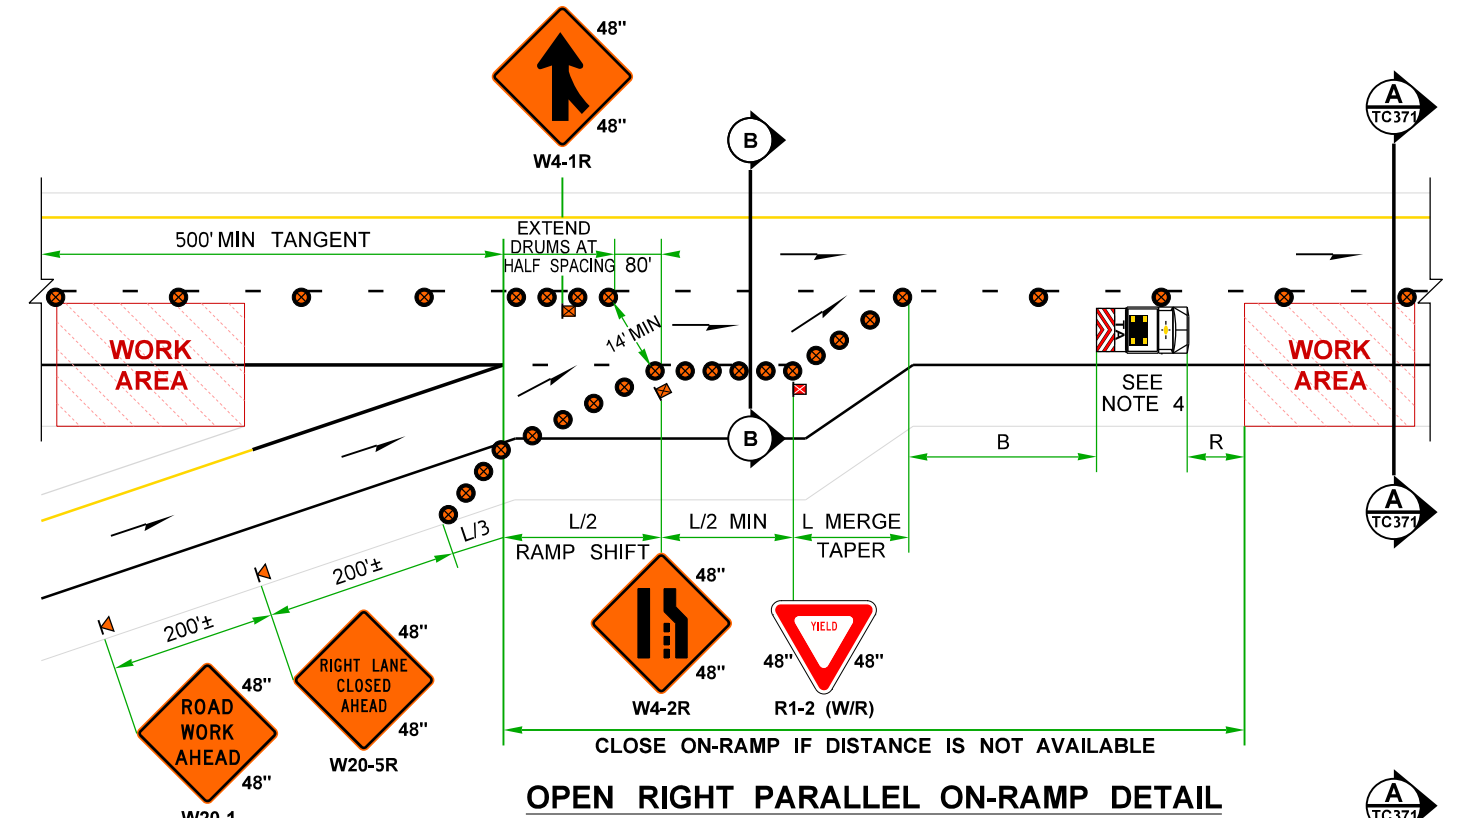 48"
48"
W4-1R
A
TC371
B
500' MIN TANGENT
EXTEND
DRUMS AT
HALF SPACING
80'
14' MIN
WORK
AREA
WORK
AREA
SEE
NOTE 4
B
A
TC371
B
R
L/3
L/2
RAMP SHIFT
L/2 MIN
L MERGE
TAPER
200'±
200'±
48"
48"
W4-2R
YIELD
48"
48"
R1-2 (W/R)
RIGHT LANE
CLOSED
AHEAD
48"
48"
W20-5R
ROAD
WORK
AHEAD
48"
48"
W20-1
CLOSE ON-RAMP IF DISTANCE IS NOT AVAILABLE
OPEN RIGHT PARALLEL ON-RAMP DETAIL
A
TC371